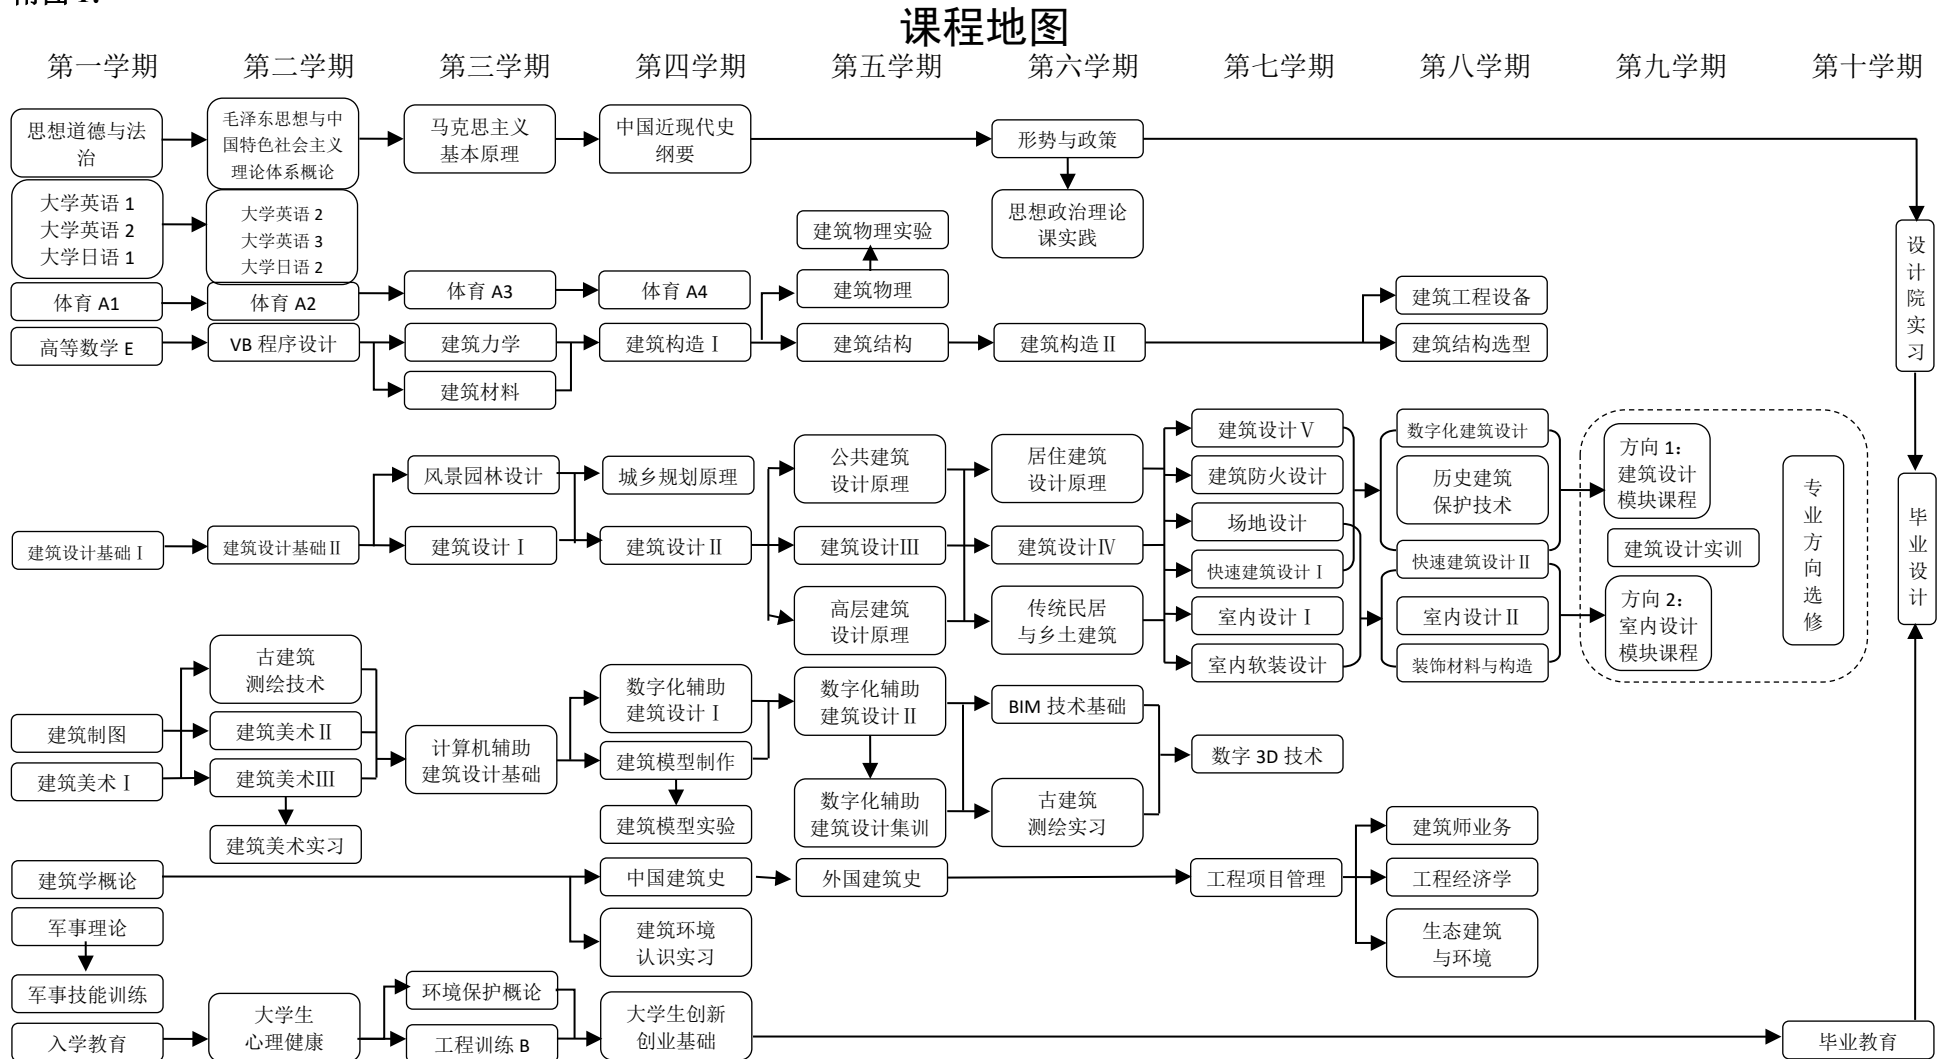 附图 1：
课程地图
第一学期
第二学期
第三学期
第四学期
第五学期
第六学期
第七学期
第八学期
第九学期
第十学期
思想道德与法
治
毛泽东思想与中
国特色社会主义
理论体系概论
马克思主义
基本原理
中国近现代史
纲要
形势与政策
思想政治理论
课实践
大学英语 1
大学英语 2
大学日语 1
大学英语 2
大学英语 3
大学日语 2
建筑物理实验
体育 A1
体育 A2
体育 A3
体育 A4
建筑物理
建筑工程设备
高等数学 E
VB 程序设计
建筑力学
建筑构造Ⅰ
建筑结构
建筑构造Ⅱ
建筑结构选型
建筑材料
设
计
院
实
习
建筑设计基础Ⅰ
建筑设计基础Ⅱ
风景园林设计
建筑设计Ⅰ
城乡规划原理
建筑设计Ⅱ
公共建筑
设计原理
建筑设计Ⅲ
高层建筑
设计原理
居住建筑
设计原理
建筑设计Ⅳ
传统民居
与乡土建筑
建筑设计Ⅴ
建筑防火设计
场地设计
快速建筑设计Ⅰ
室内设计Ⅰ
室内软装设计
数字化建筑设计
历史建筑
保护技术
快速建筑设计Ⅱ
室内设计Ⅱ
装饰材料与构造
方向 1：
建筑设计
模块课程
建筑设计实训
方向 2：
室内设计
模块课程
专
业
方
向
选
修
毕
业
设
计
建筑制图
建筑美术Ⅰ
古建筑
测绘技术
建筑美术Ⅱ
建筑美术Ⅲ
建筑美术实习
计算机辅助
建筑设计基础
数字化辅助
建筑设计Ⅰ
建筑模型制作
建筑模型实验
数字化辅助
建筑设计Ⅱ
数字化辅助
建筑设计集训
BIM 技术基础
古建筑
测绘实习
数字 3D 技术
建筑学概论
中国建筑史
建筑环境
认识实习
外国建筑史
工程项目管理
建筑师业务
工程经济学
生态建筑
与环境
军事理论
军事技能训练
入学教育
大学生
心理健康
环境保护概论
工程训练 B
大学生创新
创业基础
毕业教育